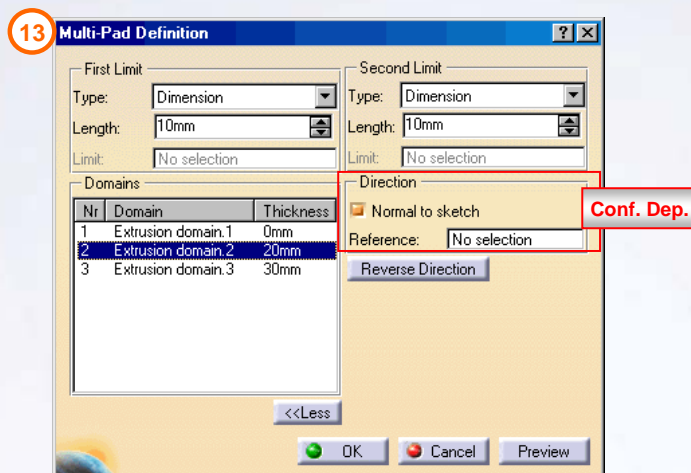 13
Multi-Pad Definition
First Limit
Type: Dimension
Length: 10mm
Limit: No selection
Second Limit
Type: Dimension
Length: 10mm
Limit: No selection
Domains
Nr Domain Thickness
1 Extrusion domain.1 0mm
2 Extrusion domain.2 20mm
3 Extrusion domain.3 30mm
Direction
Normal to sketch
Reference: No selection
Conf. Dep.
Reverse Direction
<<Less
OK Cancel Preview